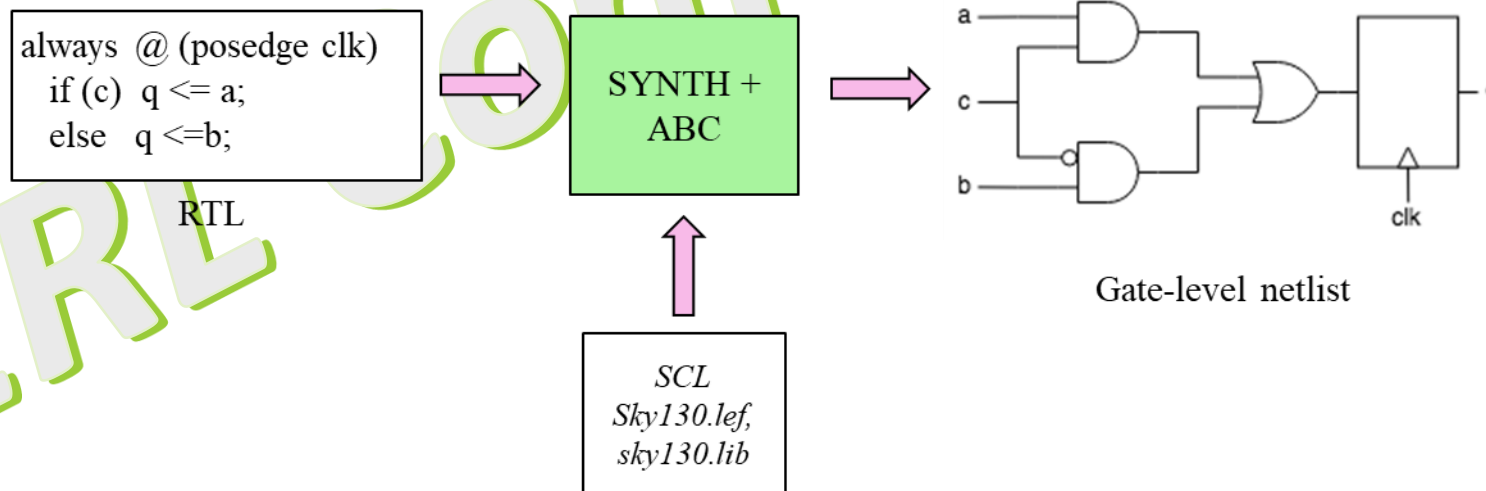 always @ (posedge clk)
if (c) q <= a;
else q <=b;
RTL
SYNTH +
ABC
SCL
Sky130.lef,
sky130.lib
a
c
b
clk
Gate-level netlist